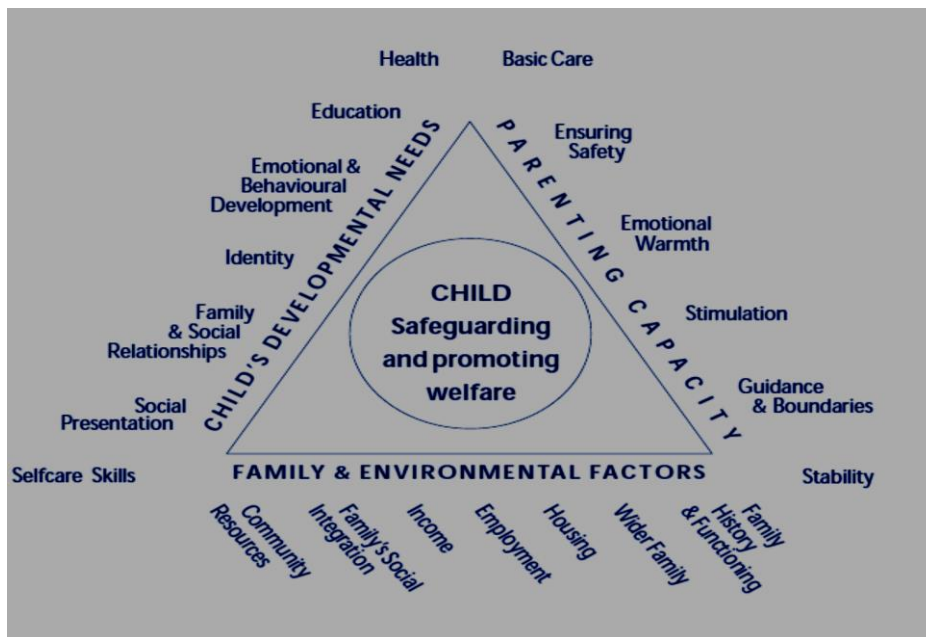 Health
Basic Care
Education
Ensuring
Safety
Emotional &
Behavioural
Development
Emotional
Warmth
Identity
CHILD'S DEVELOPMENTAL NEEDS
PARENTING CAPACITY
CHILD
Safeguarding
and promoting
welfare
Family
& Social
Relationships
Stimulation
Social
Presentation
Guidance
& Boundaries
Selfcare Skills
FAMILY & ENVIRONMENTAL FACTORS
Stability
Community
Resources
Family's Social
Integration
Income
Employment
Housing
Wider Family
Family
History
& Functioning